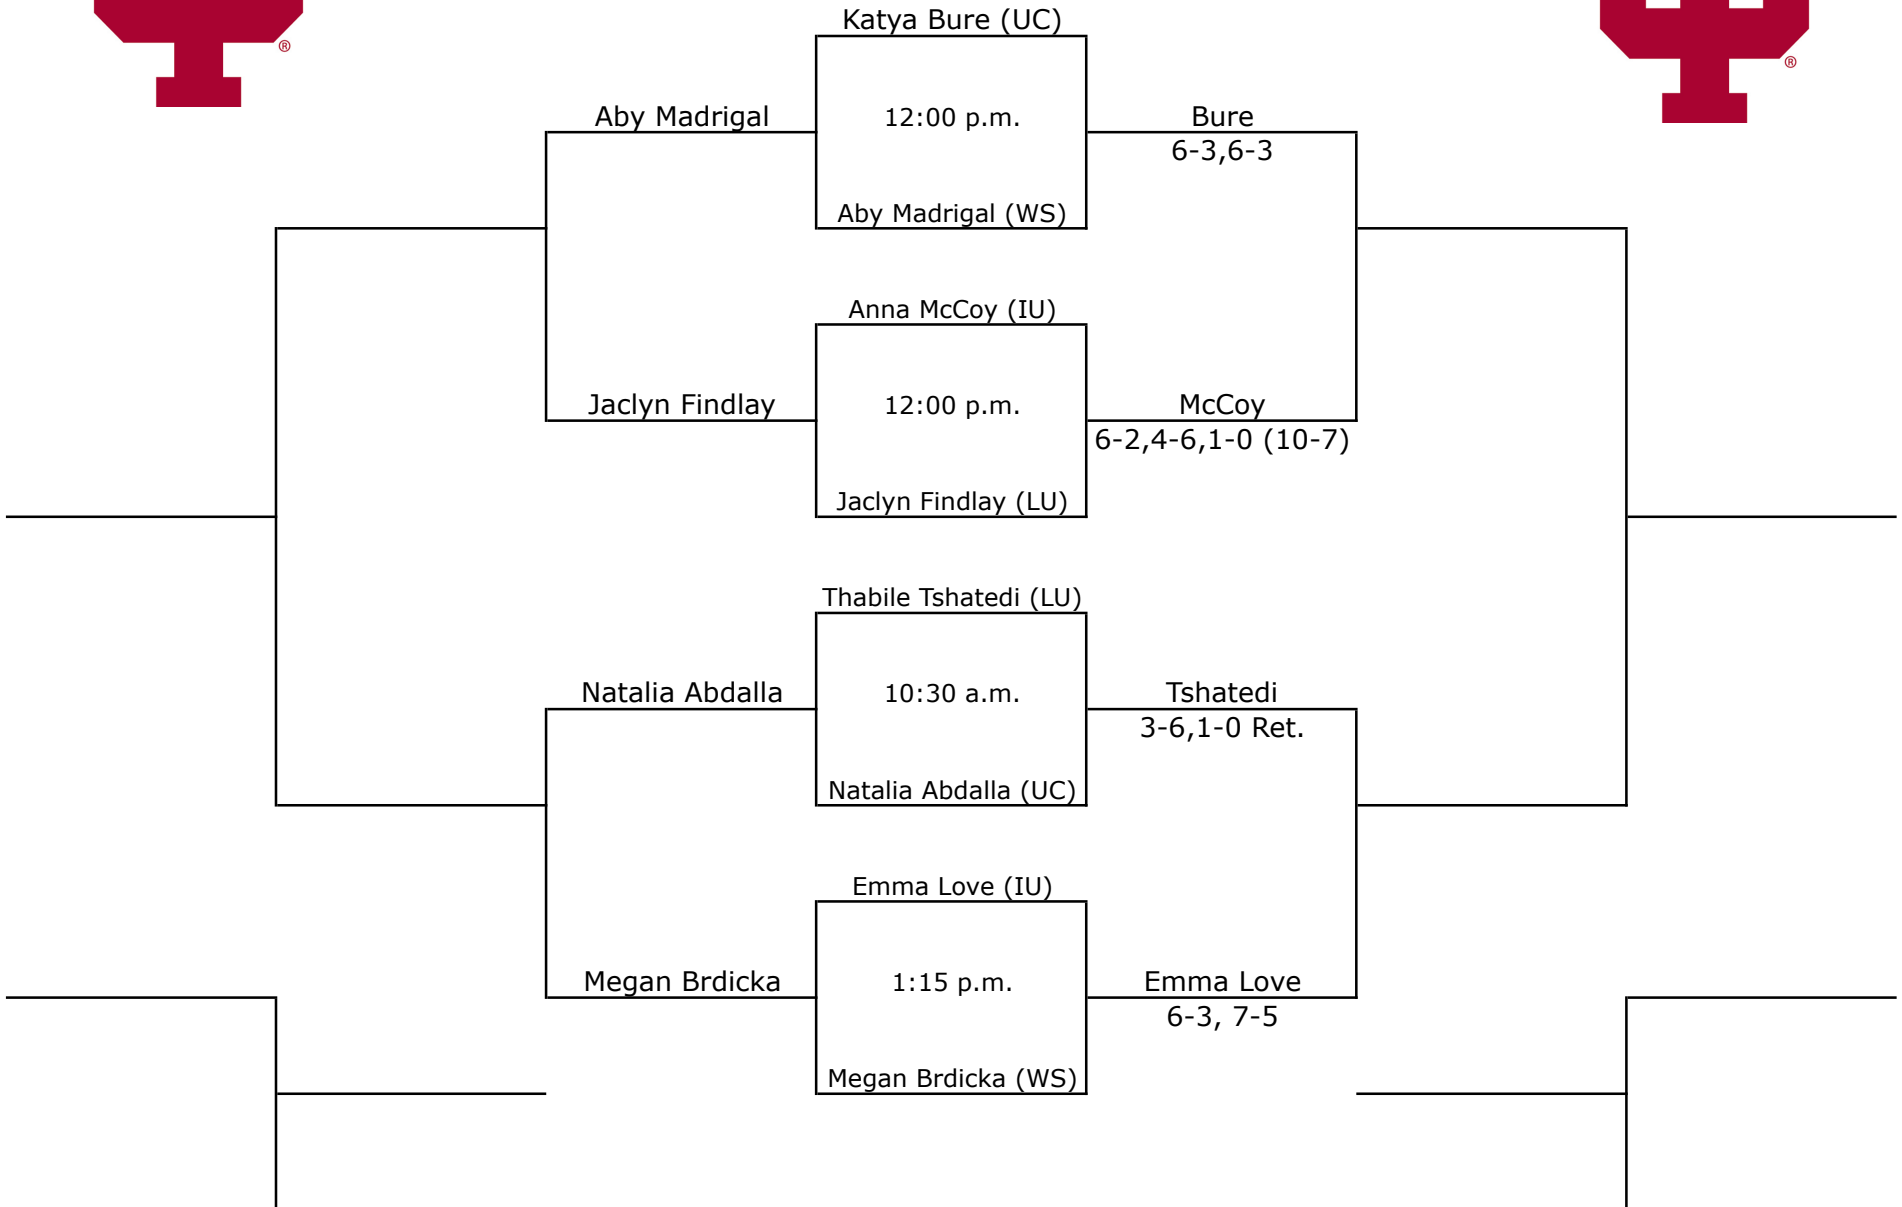 Katya Bure (UC)
®
®
Aby Madrigal
12:00 p.m.
Bure
6-3,6-3
Aby Madrigal (WS)
Anna McCoy (IU)
Jaclyn Findlay
12:00 p.m.
McCoy
6-2,4-6,1-0 (10-7)
Jaclyn Findlay (LU)
Thabile Tshatedi (LU)
Natalia Abdalla
10:30 a.m.
Tshatedi
3-6,1-0 Ret.
Natalia Abdalla (UC)
Emma Love (IU)
Megan Brdicka
1:15 p.m.
Emma Love
6-3, 7-5
Megan Brdicka (WS)